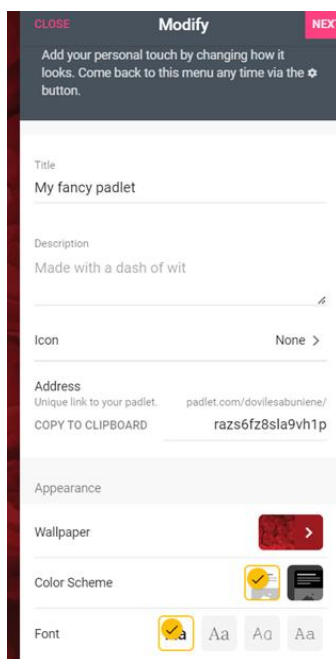 CLOSE Modify NEXT
Add your personal touch by changing how it
looks. Come back to this menu any time via the
button.
Title
My fancy padlet
Description
Made with a dash of wit
Icon None >
Address
Unique link to your padlet. padlet.com/dovilesabuniene/
COPY TO CLIPBOARD razs6fz8sla9vh1p
Appearance
Wallpaper >
Color Scheme
Font Aa Aa Aa Aa